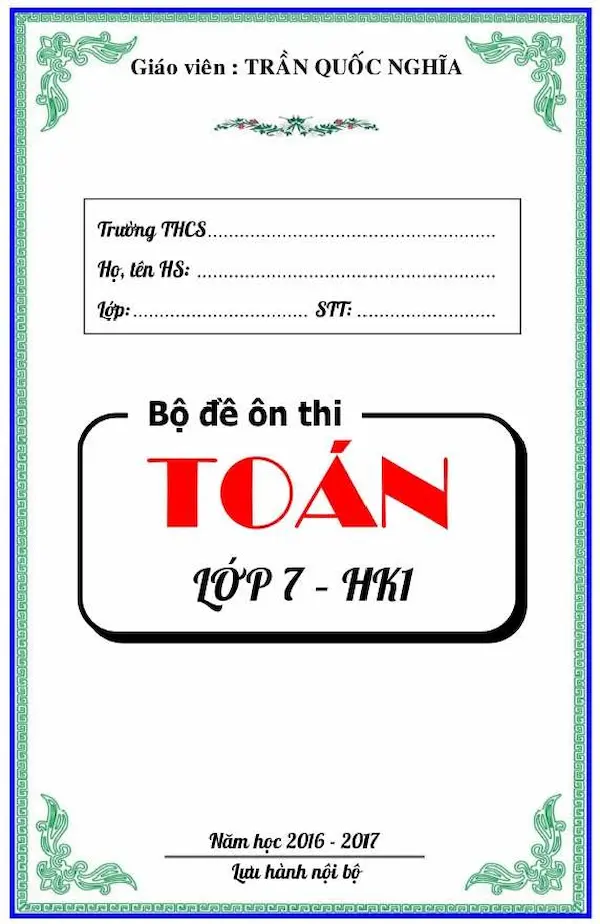 Giáo viên : TRẦN QUỐC NGHĨA
Trường THCS................................................
Họ, tên HS: ..................................................
Lớp:.............................. STT: ........................
Bộ đề ôn thi
TOÁN
LỚP 7 - HK1
Năm học 2016 - 2017
Lưu hành nội bộ